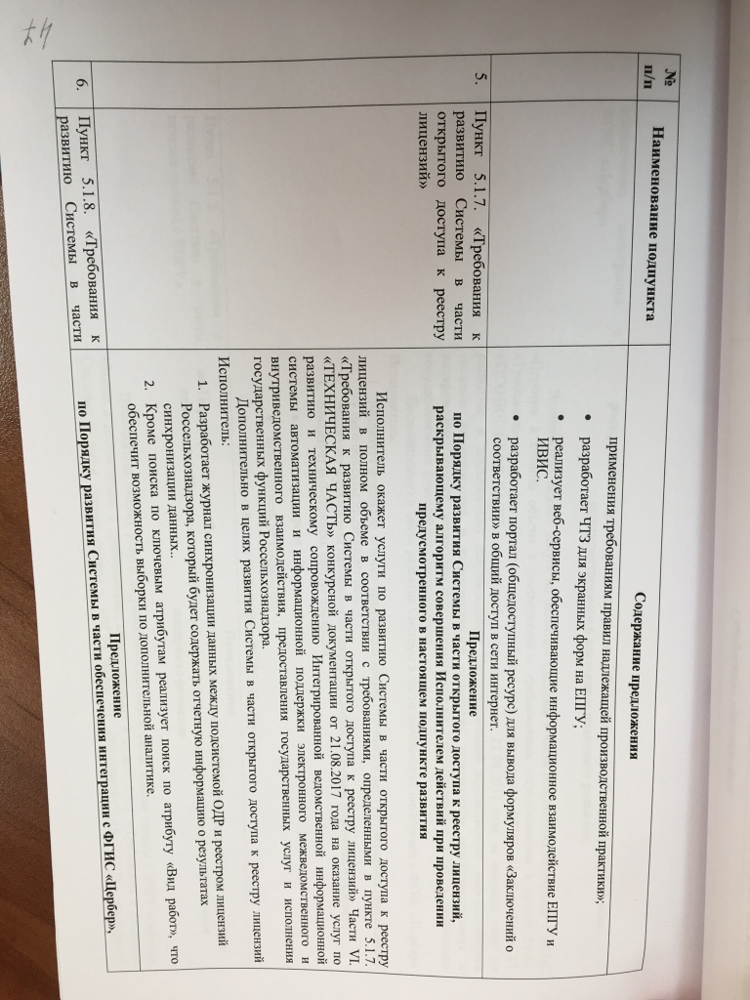 №
п/п
Наименование подпункта
Содержание предложения
применения требованиям правил надлежащей производственной практики»;
• разработает ЧТЗ для экранных форм на ЕПГУ;
• реализует веб-сервисы, обеспечивающие информационное взаимодействие ЕПГУ и
ИВИС.
• разработает портал (общедоступный ресурс) для вывода формуляров «Заключений о
соответствии» в общий доступ в сети интернет.
5.
Пункт 5.1.7. «Требования к
развитию Системы в части
открытого доступа к реестру
лицензий»
Предложение
по Порядку развития Системы в части открытого доступа к реестру лицензий,
раскрывающему алгоритм совершения Исполнителем действий при проведении
предусмотренного в настоящем подпункте развития
Исполнитель окажет услуги по развитию Системы в части открытого доступа к реестру
лицензий в полном объеме в соответствии с требованиями, определенными в пункте 5.1.7.
«Требования к развитию Системы в части открытого доступа к реестру лицензий» Части VI.
«ТЕХНИЧЕСКАЯ ЧАСТЬ» конкурсной документации от 21.08.2017 года на оказание услуг по
развитию и техническому сопровождению Интегрированной ведомственной информационной
системы автоматизации и информационной поддержки электронного межведомственного и
внутриведомственного взаимодействия, предоставления государственных услуг и исполнения
государственных функций Россельхознадзора.
Дополнительно в целях развития Системы в части открытого доступа к реестру лицензий
Исполнитель:
1. Разработает журнал синхронизации данных между подсистемой ОДР и реестром лицензий
Россельхознадзора, который будет содержать отчетную информацию о результатах
синхронизации данных..
2. Кроме поиска по ключевым атрибутам реализует поиск по атрибуту «Вид работ», что
обеспечит возможность выборки по дополнительной аналитике.
6.
Пункт 5.1.8. «Требования к
развитию Системы в части
Предложение
по Порядку развития Системы в части обеспечения интеграции с ФГИС «Цербер»,
47